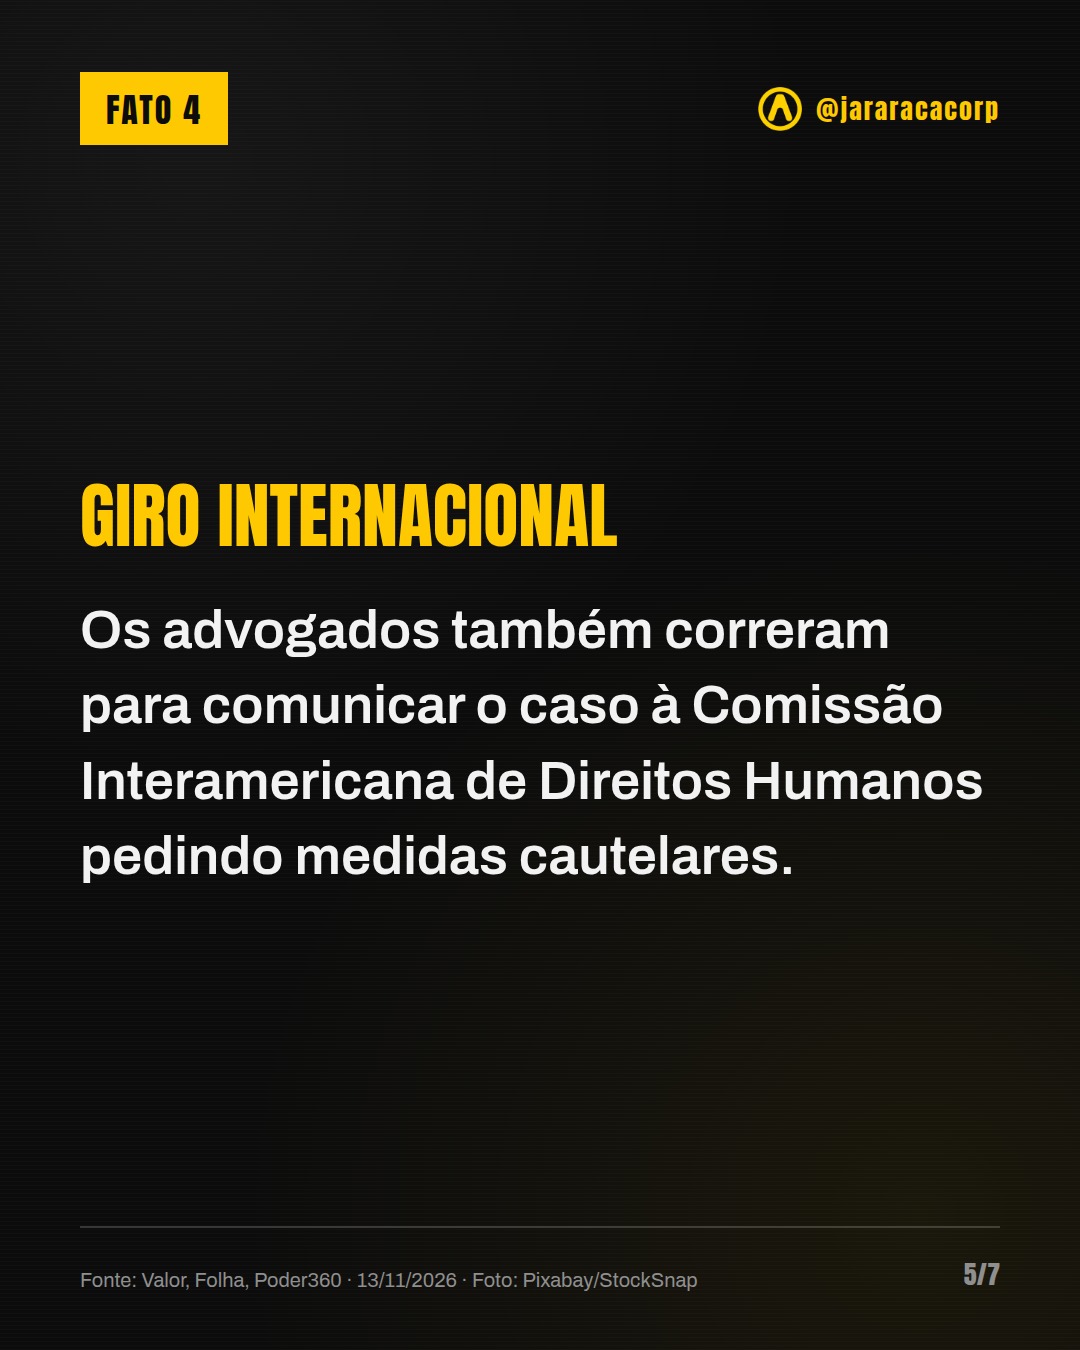 FATO 4
@jararacacorp
GIRO INTERNACIONAL
Os advogados também correram
para comunicar o caso à Comissão
Interamericana de Direitos Humanos
pedindo medidas cautelares.
Fonte: Valor, Folha, Poder360 · 13/11/2026 · Foto: Pixabay/StockSnap
5/7